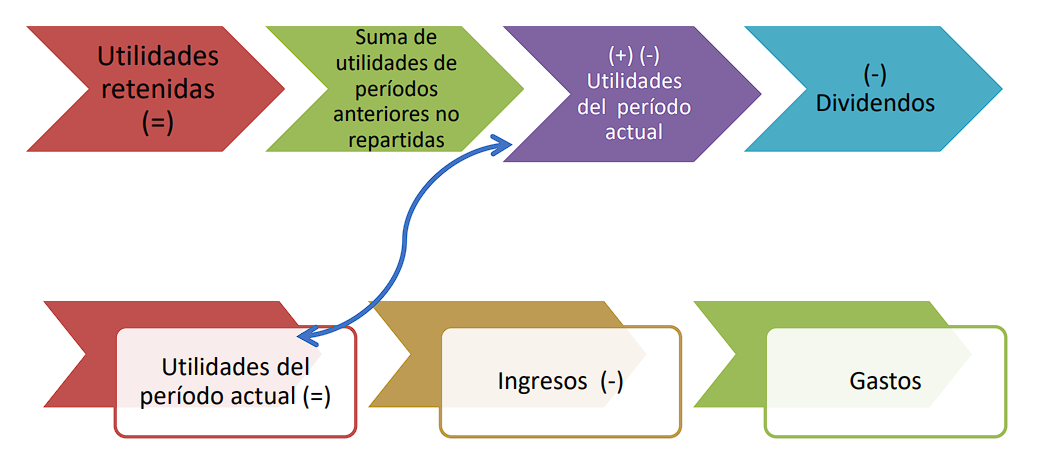 Utilidades
retenidas
(=)
Suma de
utilidades de
períodos
anteriores no
repartidas
(+) (-)
Utilidades
del período
actual
(-)
Dividendos
Utilidades del
período actual (=)
Ingresos (-)
Gastos